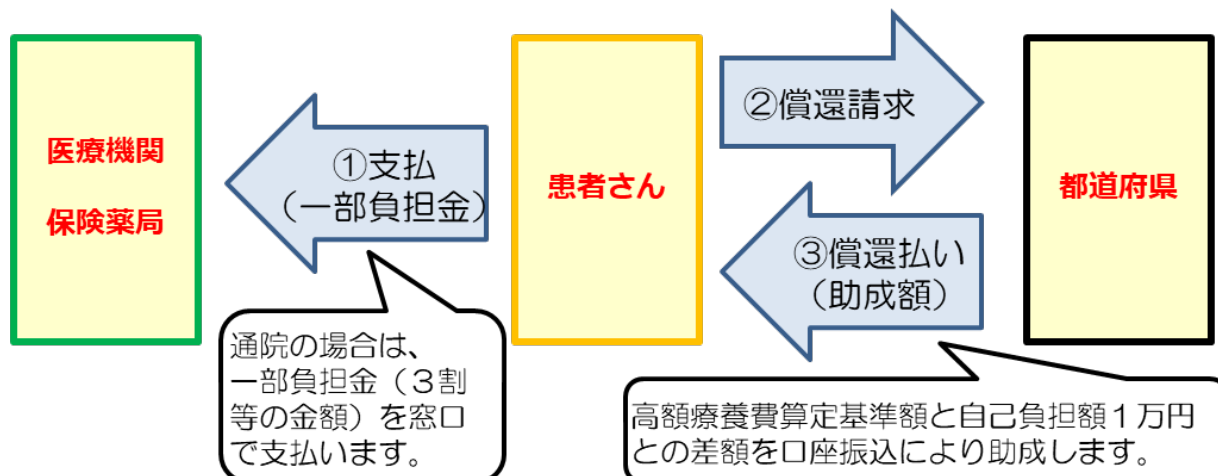 医療機関
保険薬局
①支払
（一部負担金）
通院の場合は、
一部負担金（３割
等の金額）を窓口
で支払います。
患者さん
②償還請求
③償還払い
（助成額）
高額療養費算定基準額と自己負担額１万円
との差額を口座振込により助成します。
都道府県